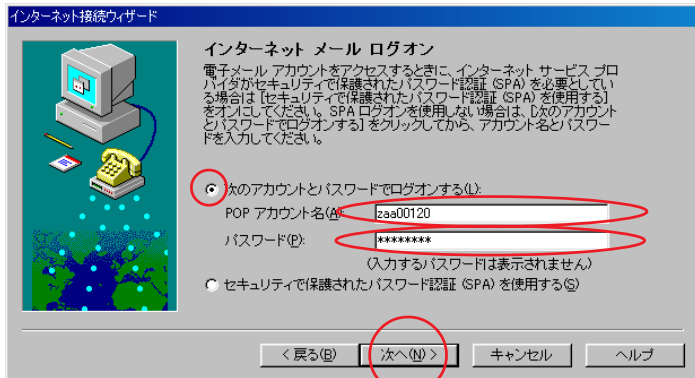 インターネット接続ウィザード
インターネット メール ログオン
電子メール アカウントをアクセスするときに、インターネット サービス プロ
バイダがセキュリティで保護されたパスワード認証 (SPA) を必要としてい
る場合は [セキュリティで保護されたパスワード認証 (SPA) を使用する]
をオンにしてください。SPA ログオンを使用しない場合は、[次のアカウント
とパスワードでログオンする] をクリックしてから、アカウント名とパスワー
ドを入力してください。
次のアカウントとパスワードでログオンする(L):
POP アカウント名(A): zaa00120
パスワード(P): ********
(入力するパスワードは表示されません)
セキュリティで保護されたパスワード認証 (SPA) を使用する(S)
< 戻る(B) 次へ(N) > キャンセル ヘルプ